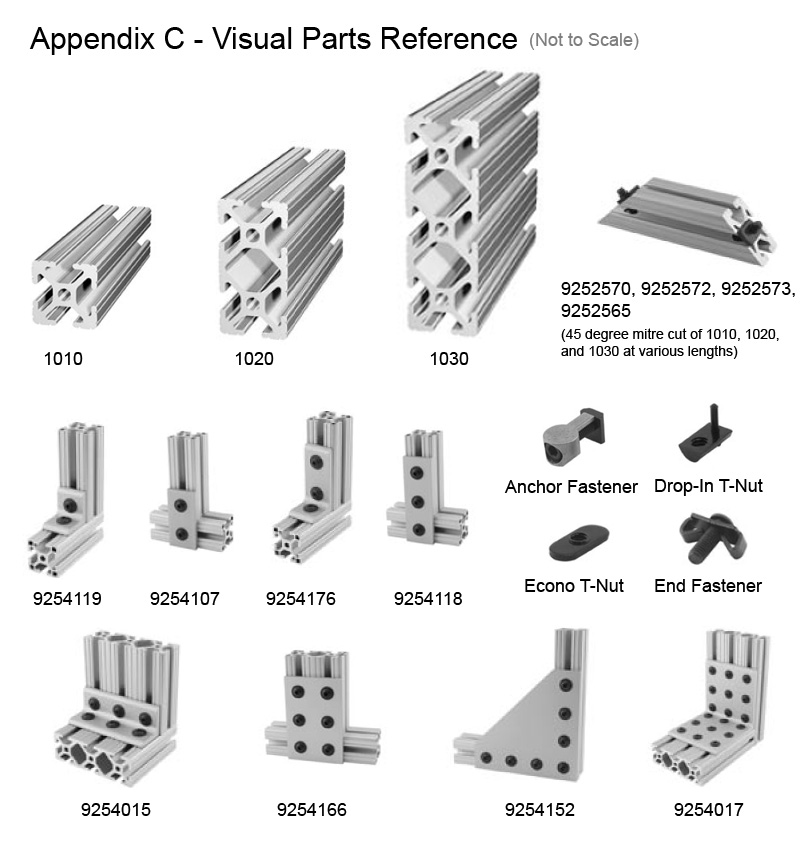 Appendix C - Visual Parts Reference (Not to Scale)
1010
1020
1030
9252570, 9252572, 9252573,
9252565
(45 degree mitre cut of 1010, 1020,
and 1030 at various lengths)
9254119
9254107
9254176
9254118
Anchor Fastener
Drop-In T-Nut
Econo T-Nut
End Fastener
9254015
9254166
9254152
9254017